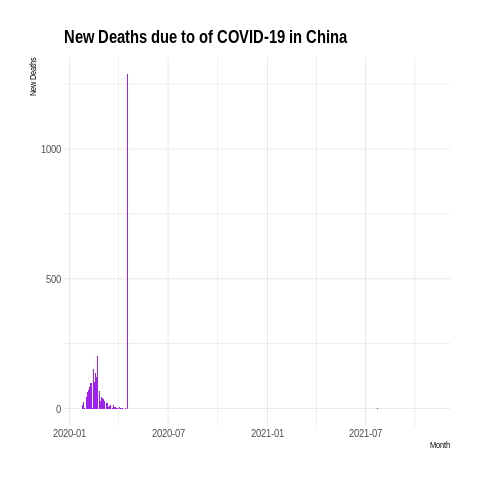 New Deaths due to of COVID-19 in China
New Deaths
1000
500
0
2020-01 2020-07 2021-01 2021-07
Month